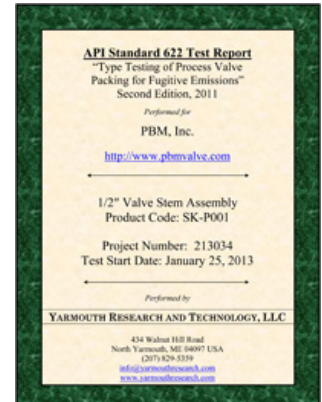 API Standard 622 Test Report
“Type Testing of Process Valve
Packing for Fugitive Emissions”
Second Edition, 2011
Performed for
PBM, Inc.
http://www.pbmvalve.com
1/2" Valve Stem Assembly
Product Code: SK-P001
Project Number: 213034
Test Start Date: January 25, 2013
Performed by
YARMOUTH RESEARCH AND TECHNOLOGY, LLC
434 Walnut Hill Road
North Yarmouth, ME 04097 USA
(207) 829-5359
info@yarmouthresearch.com
www.yarmouthresearch.com